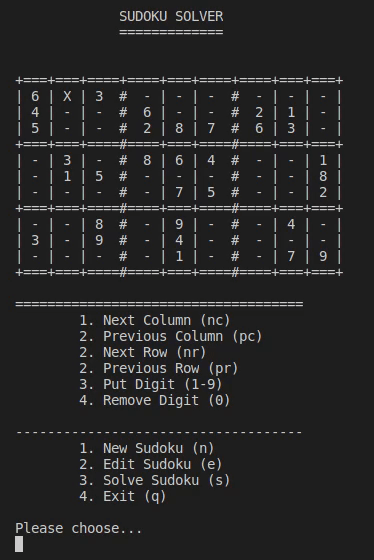 SUDOKU SOLVER
=============
+===+===+====+===+===+====+===+===+===+
| 6 | X | 3  #  - | - | -  #  - | - | - |
| 4 | - | -  #  6 | - | -  #  2 | 1 | - |
| 5 | - | -  #  2 | 8 | 7  #  6 | 3 | - |
+===+===+====#====+===+====#====+===+===+
| - | 3 | -  #  8 | 6 | 4  #  - | - | 1 |
| - | 1 | 5  #  - | - | -  #  - | - | 8 |
| - | - | -  #  - | 7 | 5  #  - | - | 2 |
+===+===+====#====+===+====#====+===+===+
| - | - | 8  #  - | 9 | -  #  - | 4 | - |
| 3 | - | 9  #  - | 4 | -  #  - | - | - |
| - | - | -  #  - | 1 | -  #  - | 7 | 9 |
+===+===+====#====+===+====#====+===+===+
====================================
1. Next Column (nc)
2. Previous Column (pc)
2. Next Row (nr)
2. Previous Row (pr)
3. Put Digit (1-9)
4. Remove Digit (0)
------------------------------------
1. New Sudoku (n)
2. Edit Sudoku (e)
3. Solve Sudoku (s)
4. Exit (q)
Please choose...